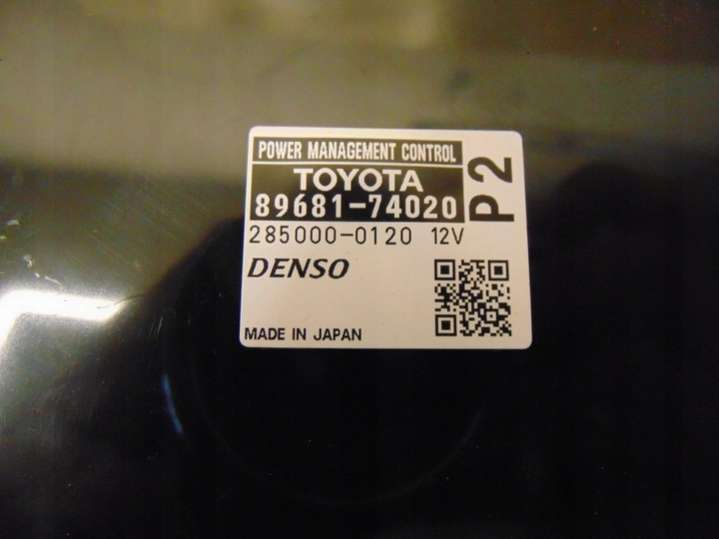 POWER MANAGEMENT CONTROL
TOYOTA
89681-74020
P2
285000-0120 12V
DENSO
MADE IN JAPAN